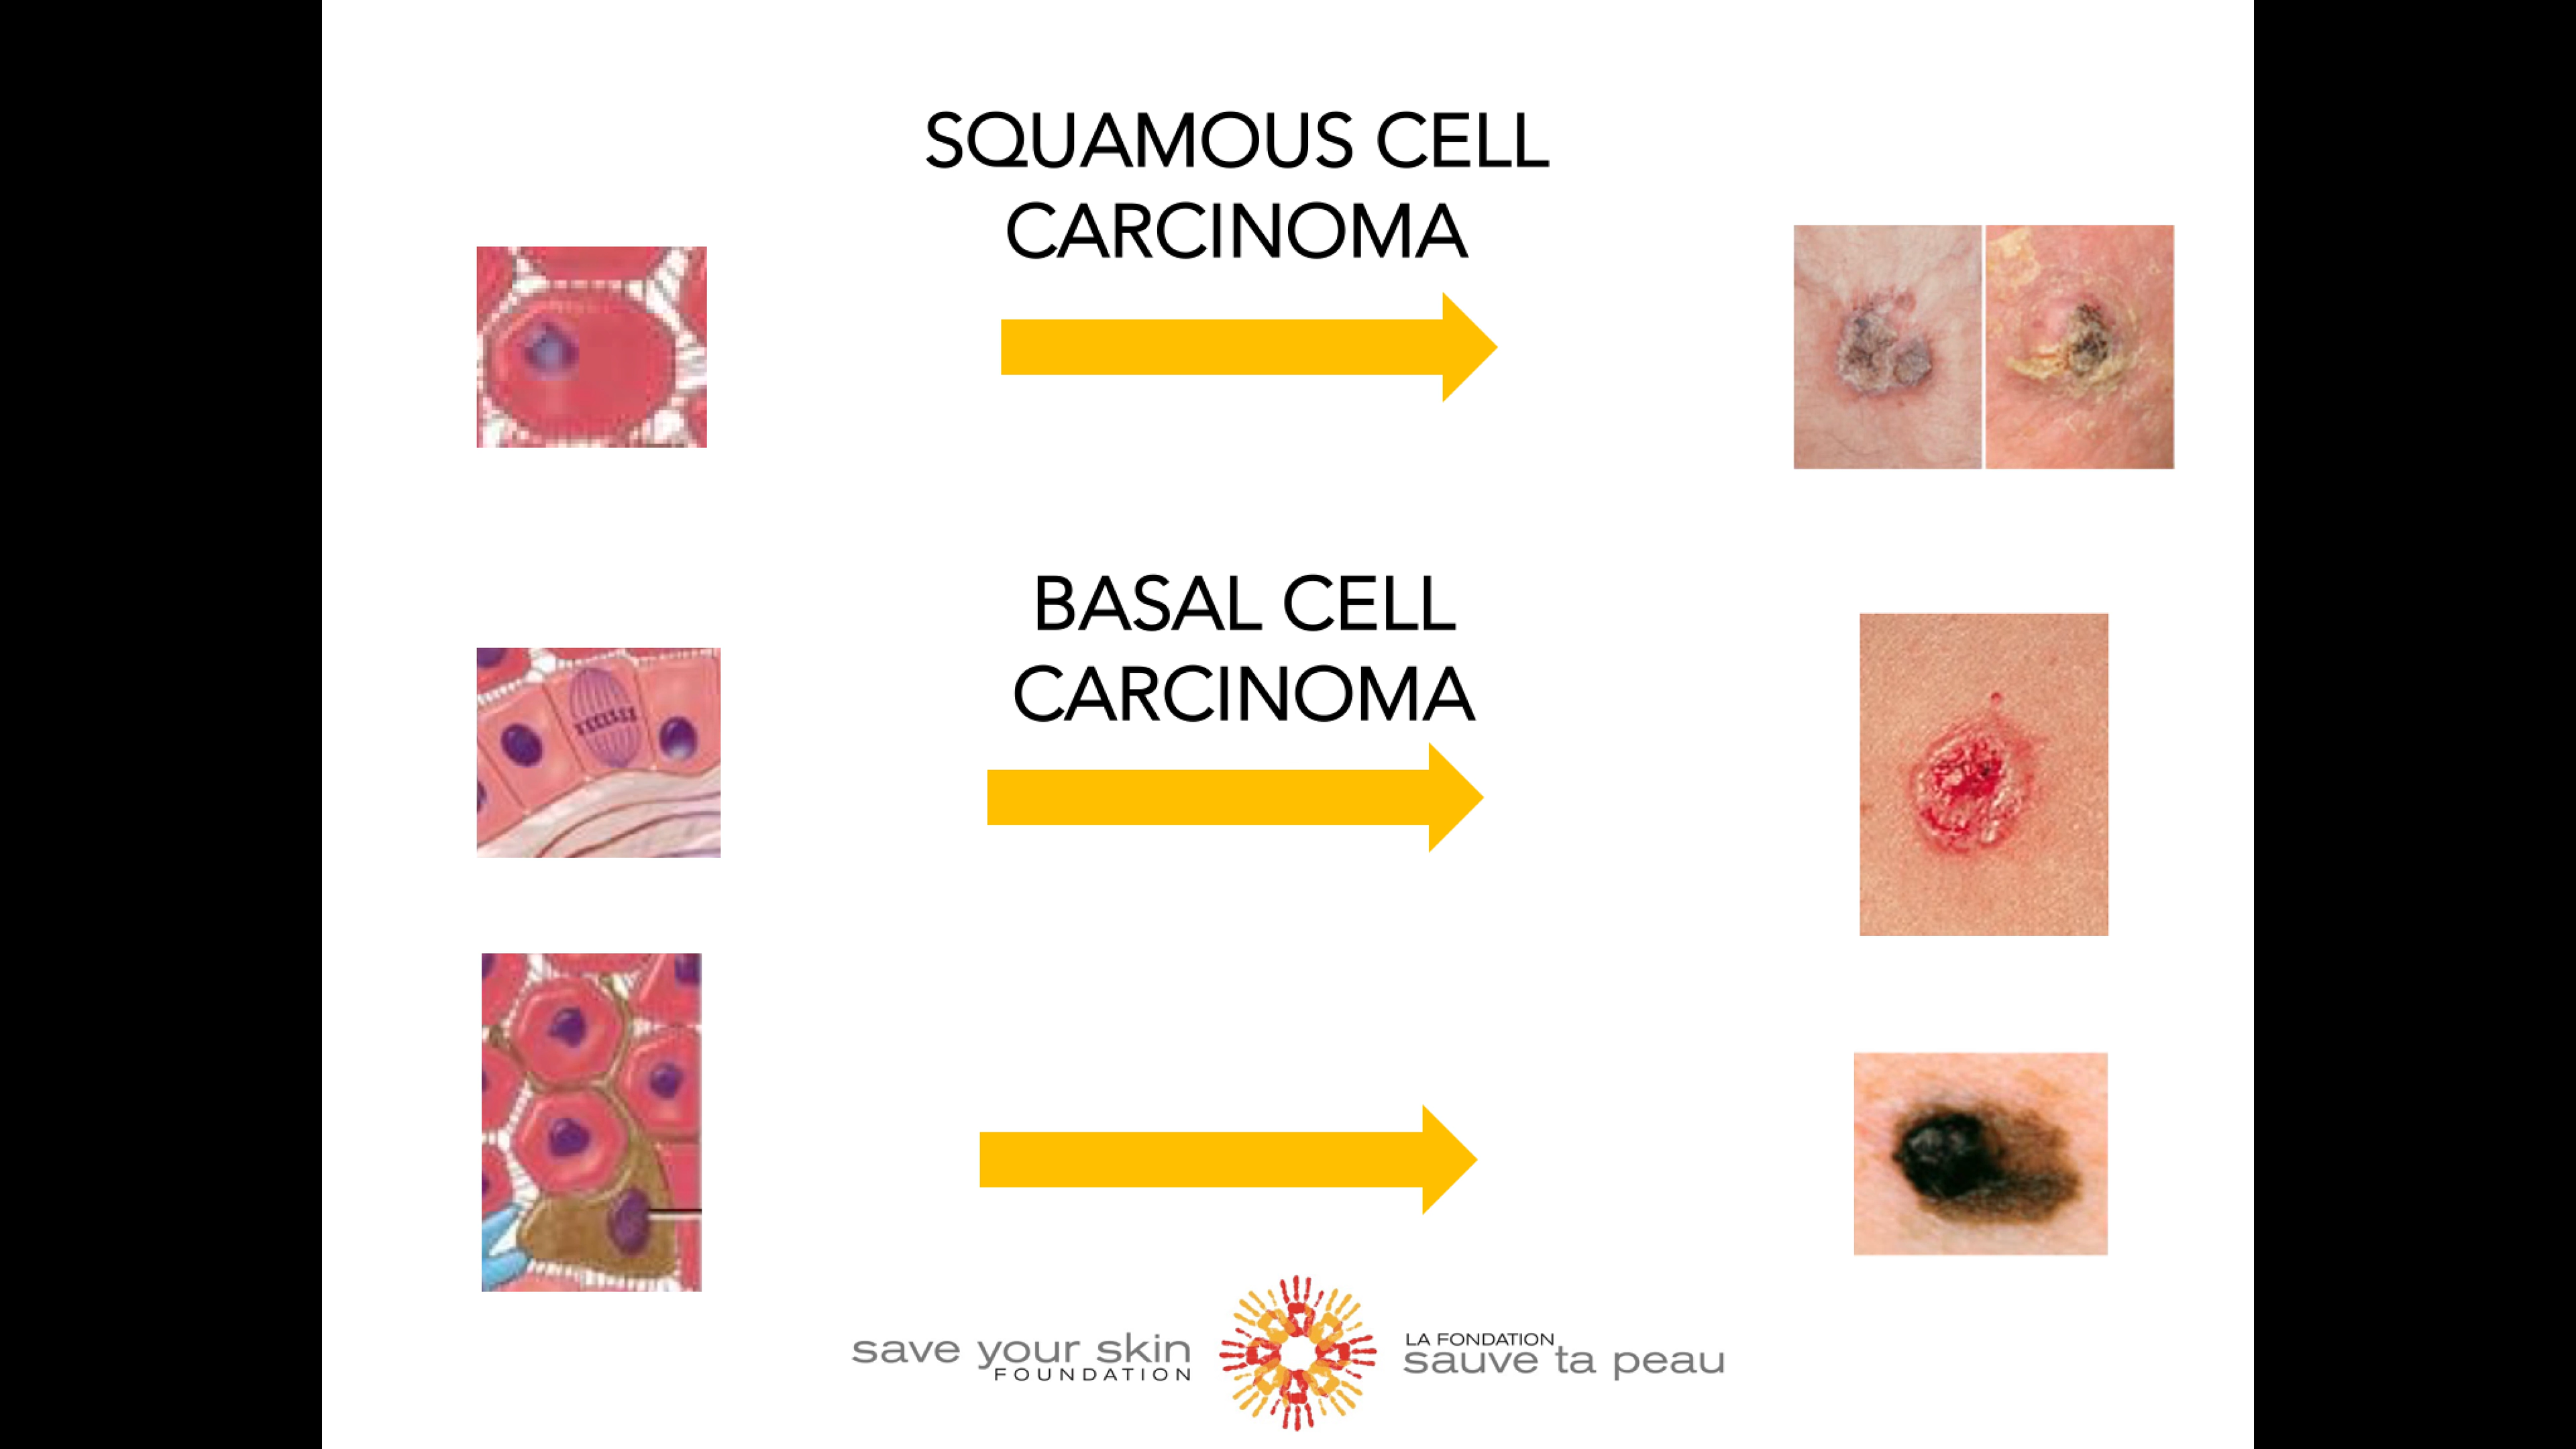 SQUAMOUS CELL
CARCINOMA
BASAL CELL
CARCINOMA
save your skin
FOUNDATION
LA FONDATION
sauve ta peau